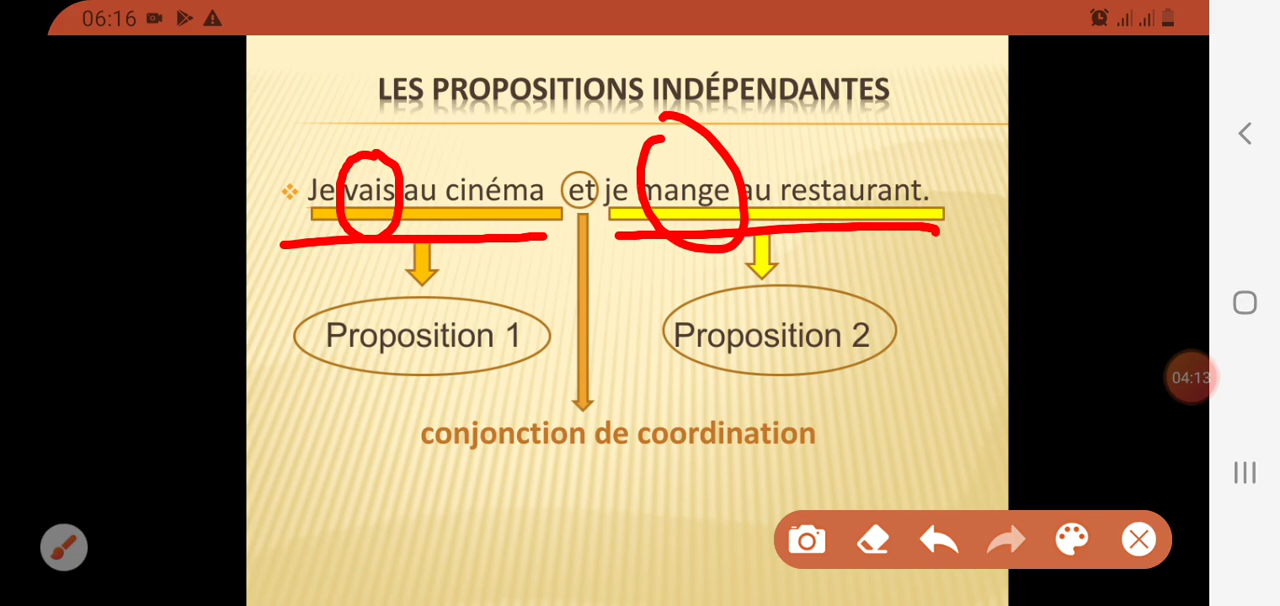 06:16
LES PROPOSITIONS INDÉPENDANTES
Je vais au cinéma et je mange au restaurant.
Proposition 1 Proposition 2
04:13
conjonction de coordination